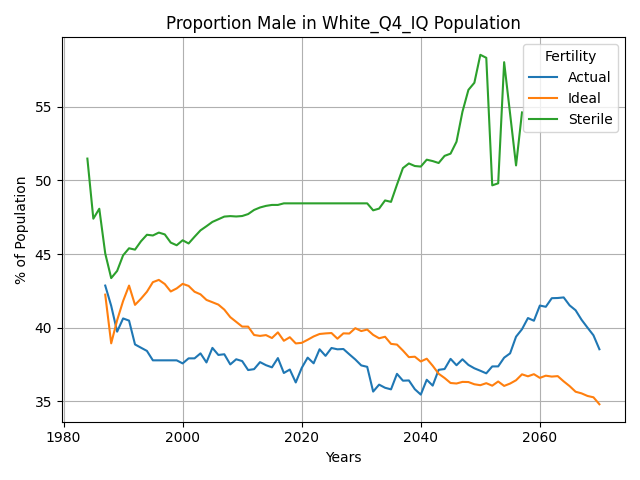 Proportion Male in White_Q4_IQ Population
Fertility
Actual
Ideal
Sterile
% of Population
55
50
45
40
35
1980
2000
2020
2040
2060
Years